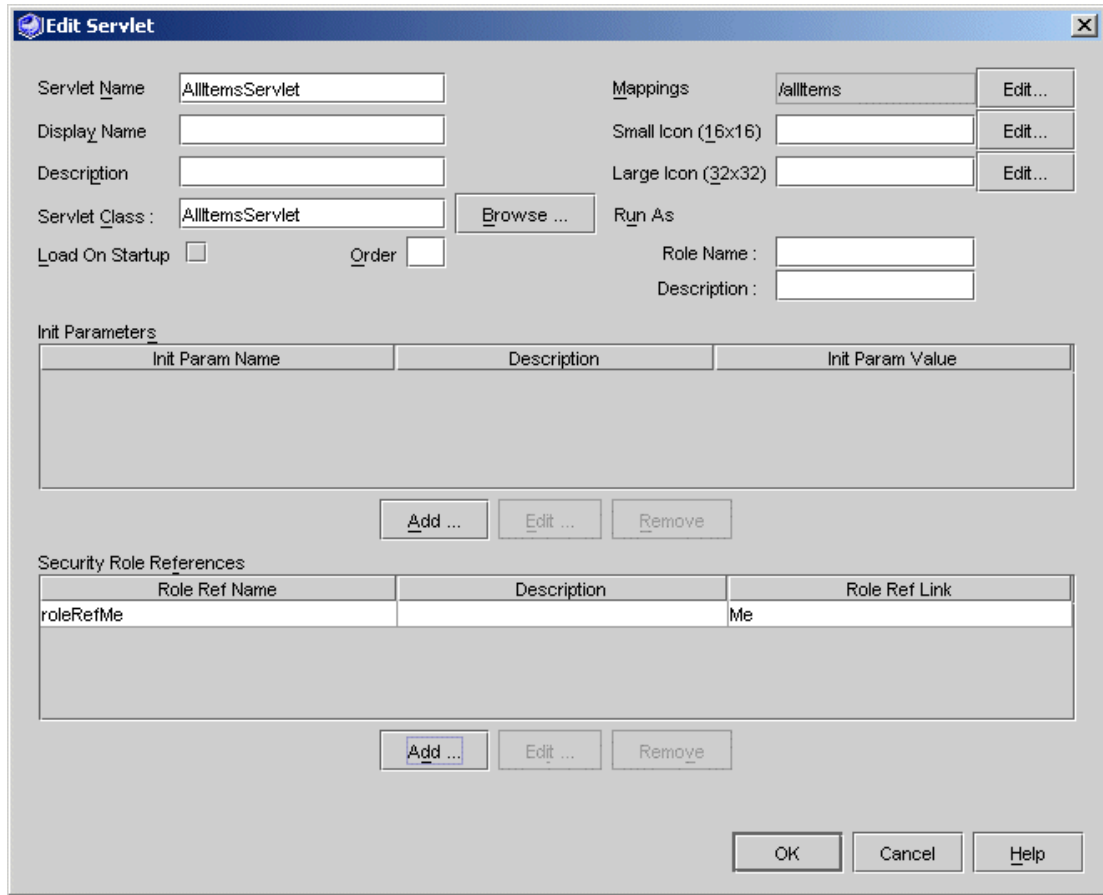 Edit Servlet
Servlet Name AllItemsServlet Mappings /allItems Edit...
Display Name Small Icon (16x16) Edit...
Description Large Icon (32x32) Edit...
Servlet Class : AllItemsServlet Browse ... Run As
Load On Startup Order Role Name :
Description :
Init Parameters
Init Param Name Description Init Param Value
Add ... Edit ... Remove
Security Role References
Role Ref Name Description Role Ref Link
roleRefMe Me
Add ... Edit ... Remove
OK Cancel Help